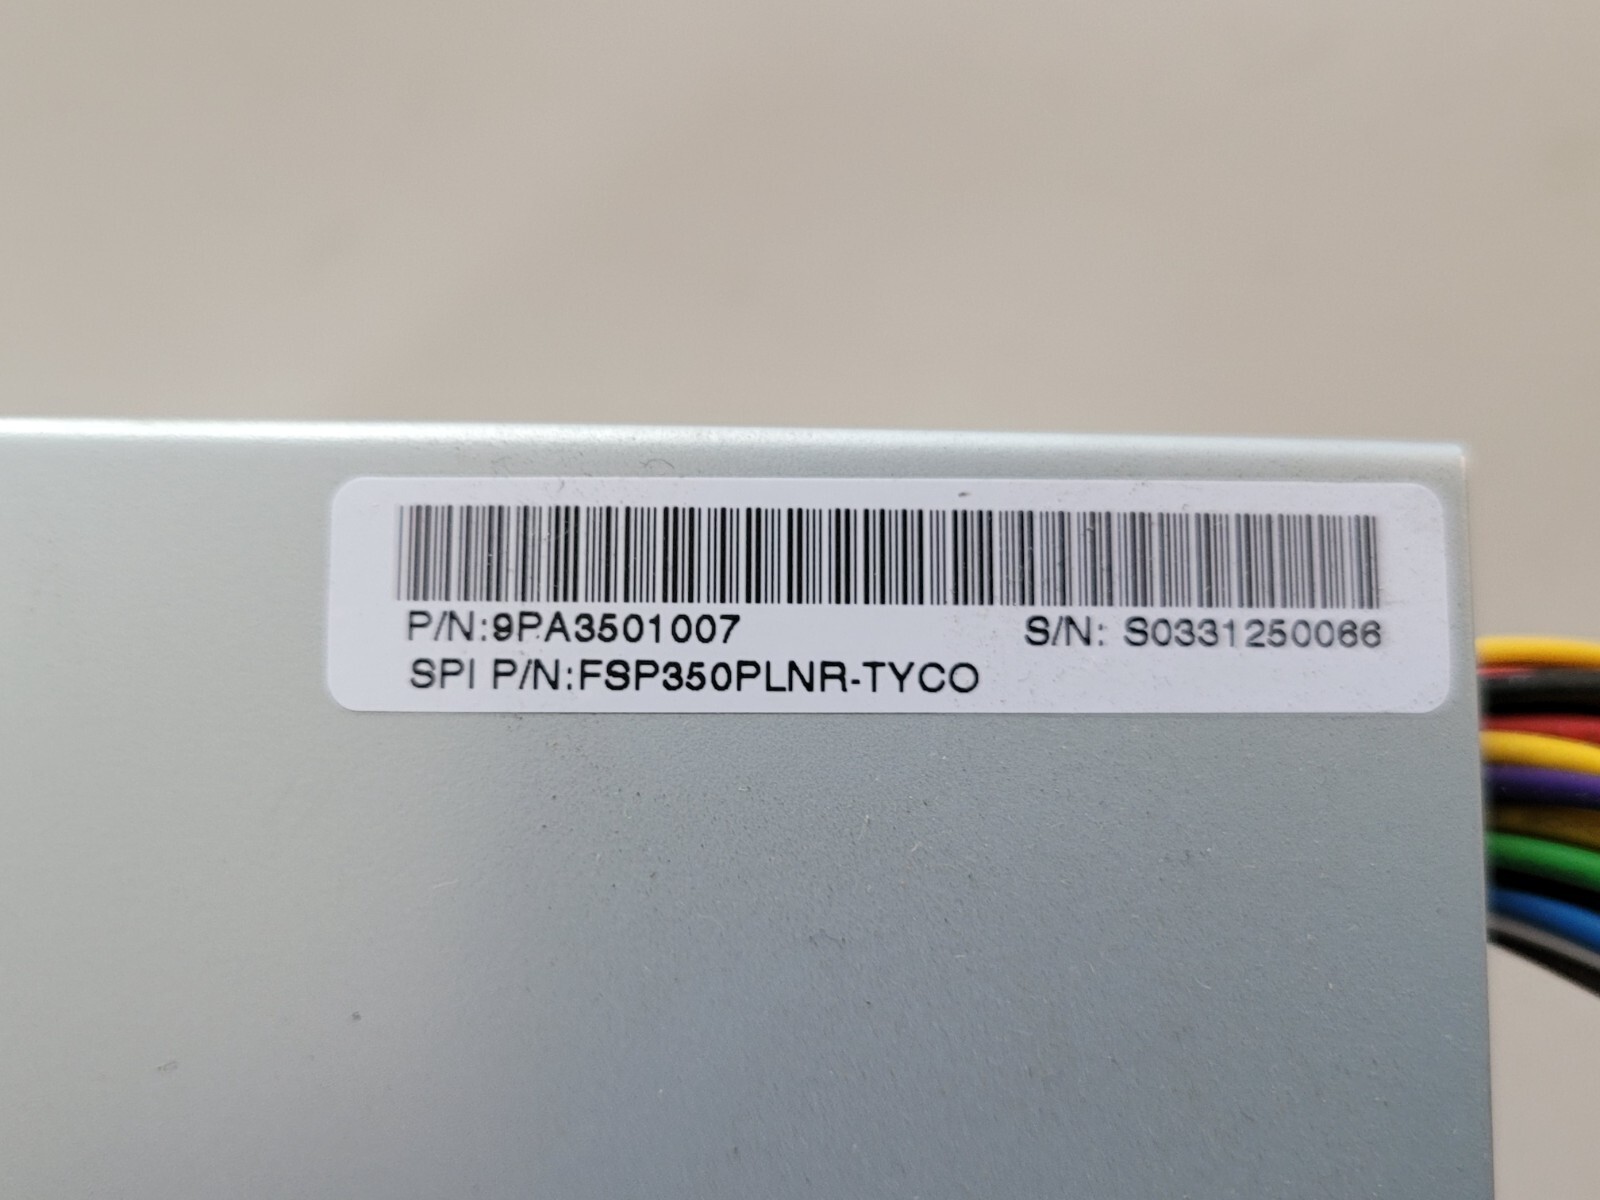 P/N:9PA3501007 S/N: S0331250066
SPI P/N:FSP350PLNR-TYCO